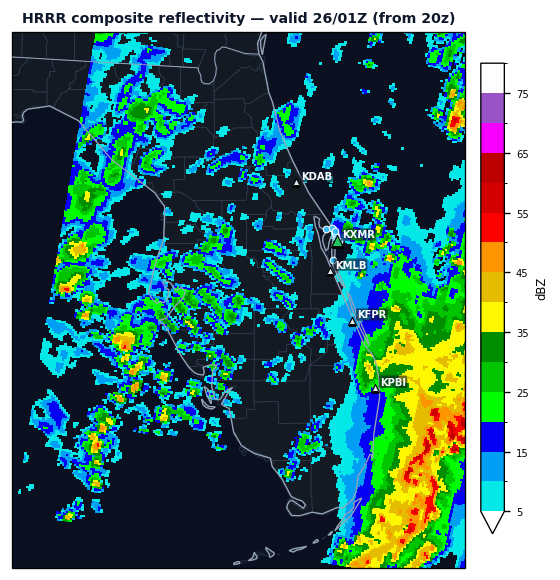 HRRR composite reflectivity — valid 26/01Z (from 20z)
KDAB
KXMR
KMLB
KFPR
KPBI
75
65
55
45
35
25
15
5
dBZ